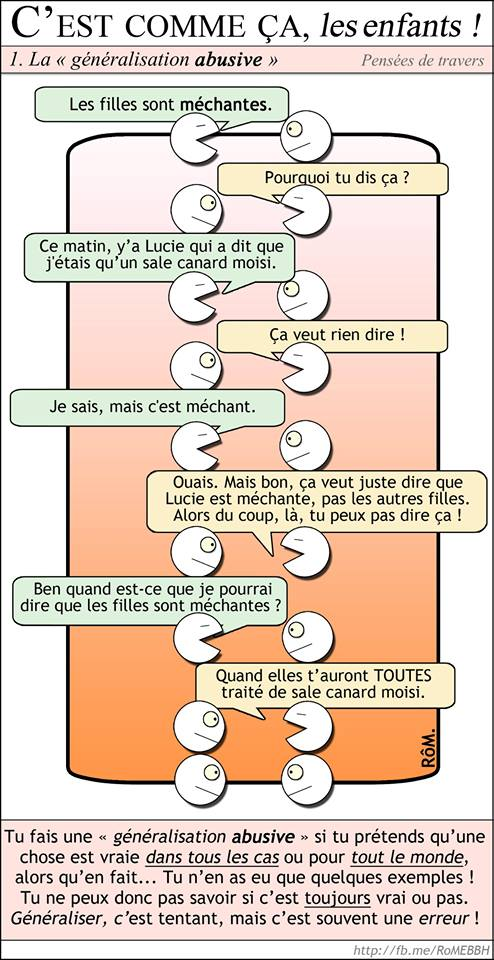 C'EST COMME ÇA, les enfants !
1. La « généralisation abusive »
Pensées de travers
Les filles sont méchantes.
Pourquoi tu dis ça ?
Ce matin, y'a Lucie qui a dit que
j'étais qu'un sale canard moisi.
Ça veut rien dire !
Je sais, mais c'est méchant.
Ouais. Mais bon, ça veut juste dire que
Lucie est méchante, pas les autres filles.
Alors du coup, là, tu peux pas dire ça !
Ben quand est-ce que je pourrai
dire que les filles sont méchantes ?
Quand elles t'auront TOUTES
traité de sale canard moisi.
RôM.
Tu fais une « généralisation abusive » si tu prétends qu'une
chose est vraie dans tous les cas ou pour tout le monde,
alors qu'en fait... Tu n'en as eu que quelques exemples !
Tu ne peux donc pas savoir si c'est toujours vrai ou pas.
Généraliser, c'est tentant, mais c'est souvent une erreur !
http://fb.me/RoMEBBH